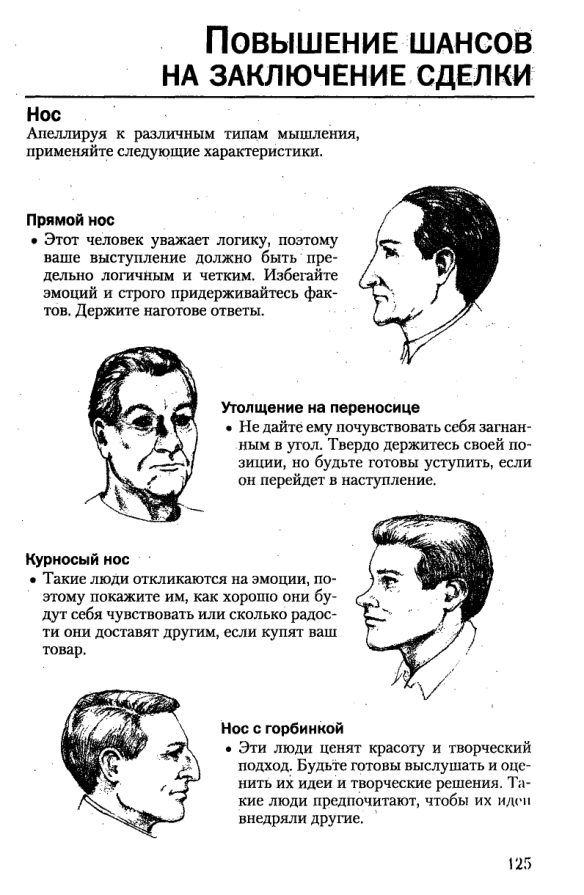 Повышение шансов
на заключение сделки
Нос
Апеллируя к различным типам мышления,
применяйте следующие характеристики.
Прямой нос
• Этот человек уважает логику, поэтому
ваше выступление должно быть пре-
дельно логичным и четким. Избегайте
эмоций и строго придерживайтесь фак-
тов. Держите наготове ответы.
Утолщение на переносице
• Не дайте ему почувствовать себя загнан-
ным в угол. Твердо держитесь своей по-
зиции, но будьте готовы уступить, если
он перейдет в наступление.
Курносый нос
• Такие люди откликаются на эмоции, по-
этому покажите им, как хорошо они бу-
дут себя чувствовать или сколько радос-
ти они доставят другим, если купят ваш
товар.
Нос с горбинкой
• Эти люди ценят красоту и творческий
подход. Будьте готовы выслушать и оце-
нить их идеи и творческие решения. Та-
кие люди предпочитают, чтобы их идеи
внедряли другие.
125